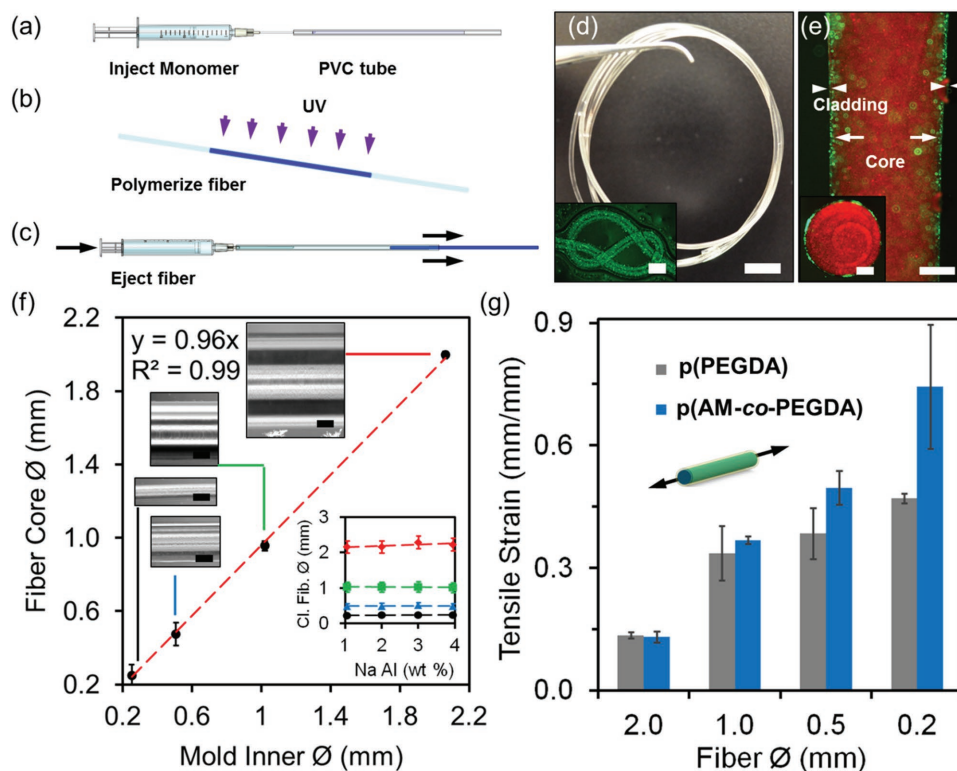 (a)
Inject Monomer
PVC tube
(b)
UV
Polymerize fiber
(c)
Eject fiber
(d)
(e)
Cladding
Core
(f)
2.2
1.8
1.4
1.0
0.6
0.2
Fiber Core Ø (mm)
y = 0.96x
R² = 0.99
Cl. Fib. Ø (mm)
3
2
1
0
1 2 3 4
Na Al (wt %)
0.2 0.6 1 1.4 1.8 2.2
Mold Inner Ø (mm)
(g)
0.9
0.6
0.3
0.0
Tensile Strain (mm/mm)
p(PEGDA)
p(AM-co-PEGDA)
2.0 1.0 0.5 0.2
Fiber Ø (mm)